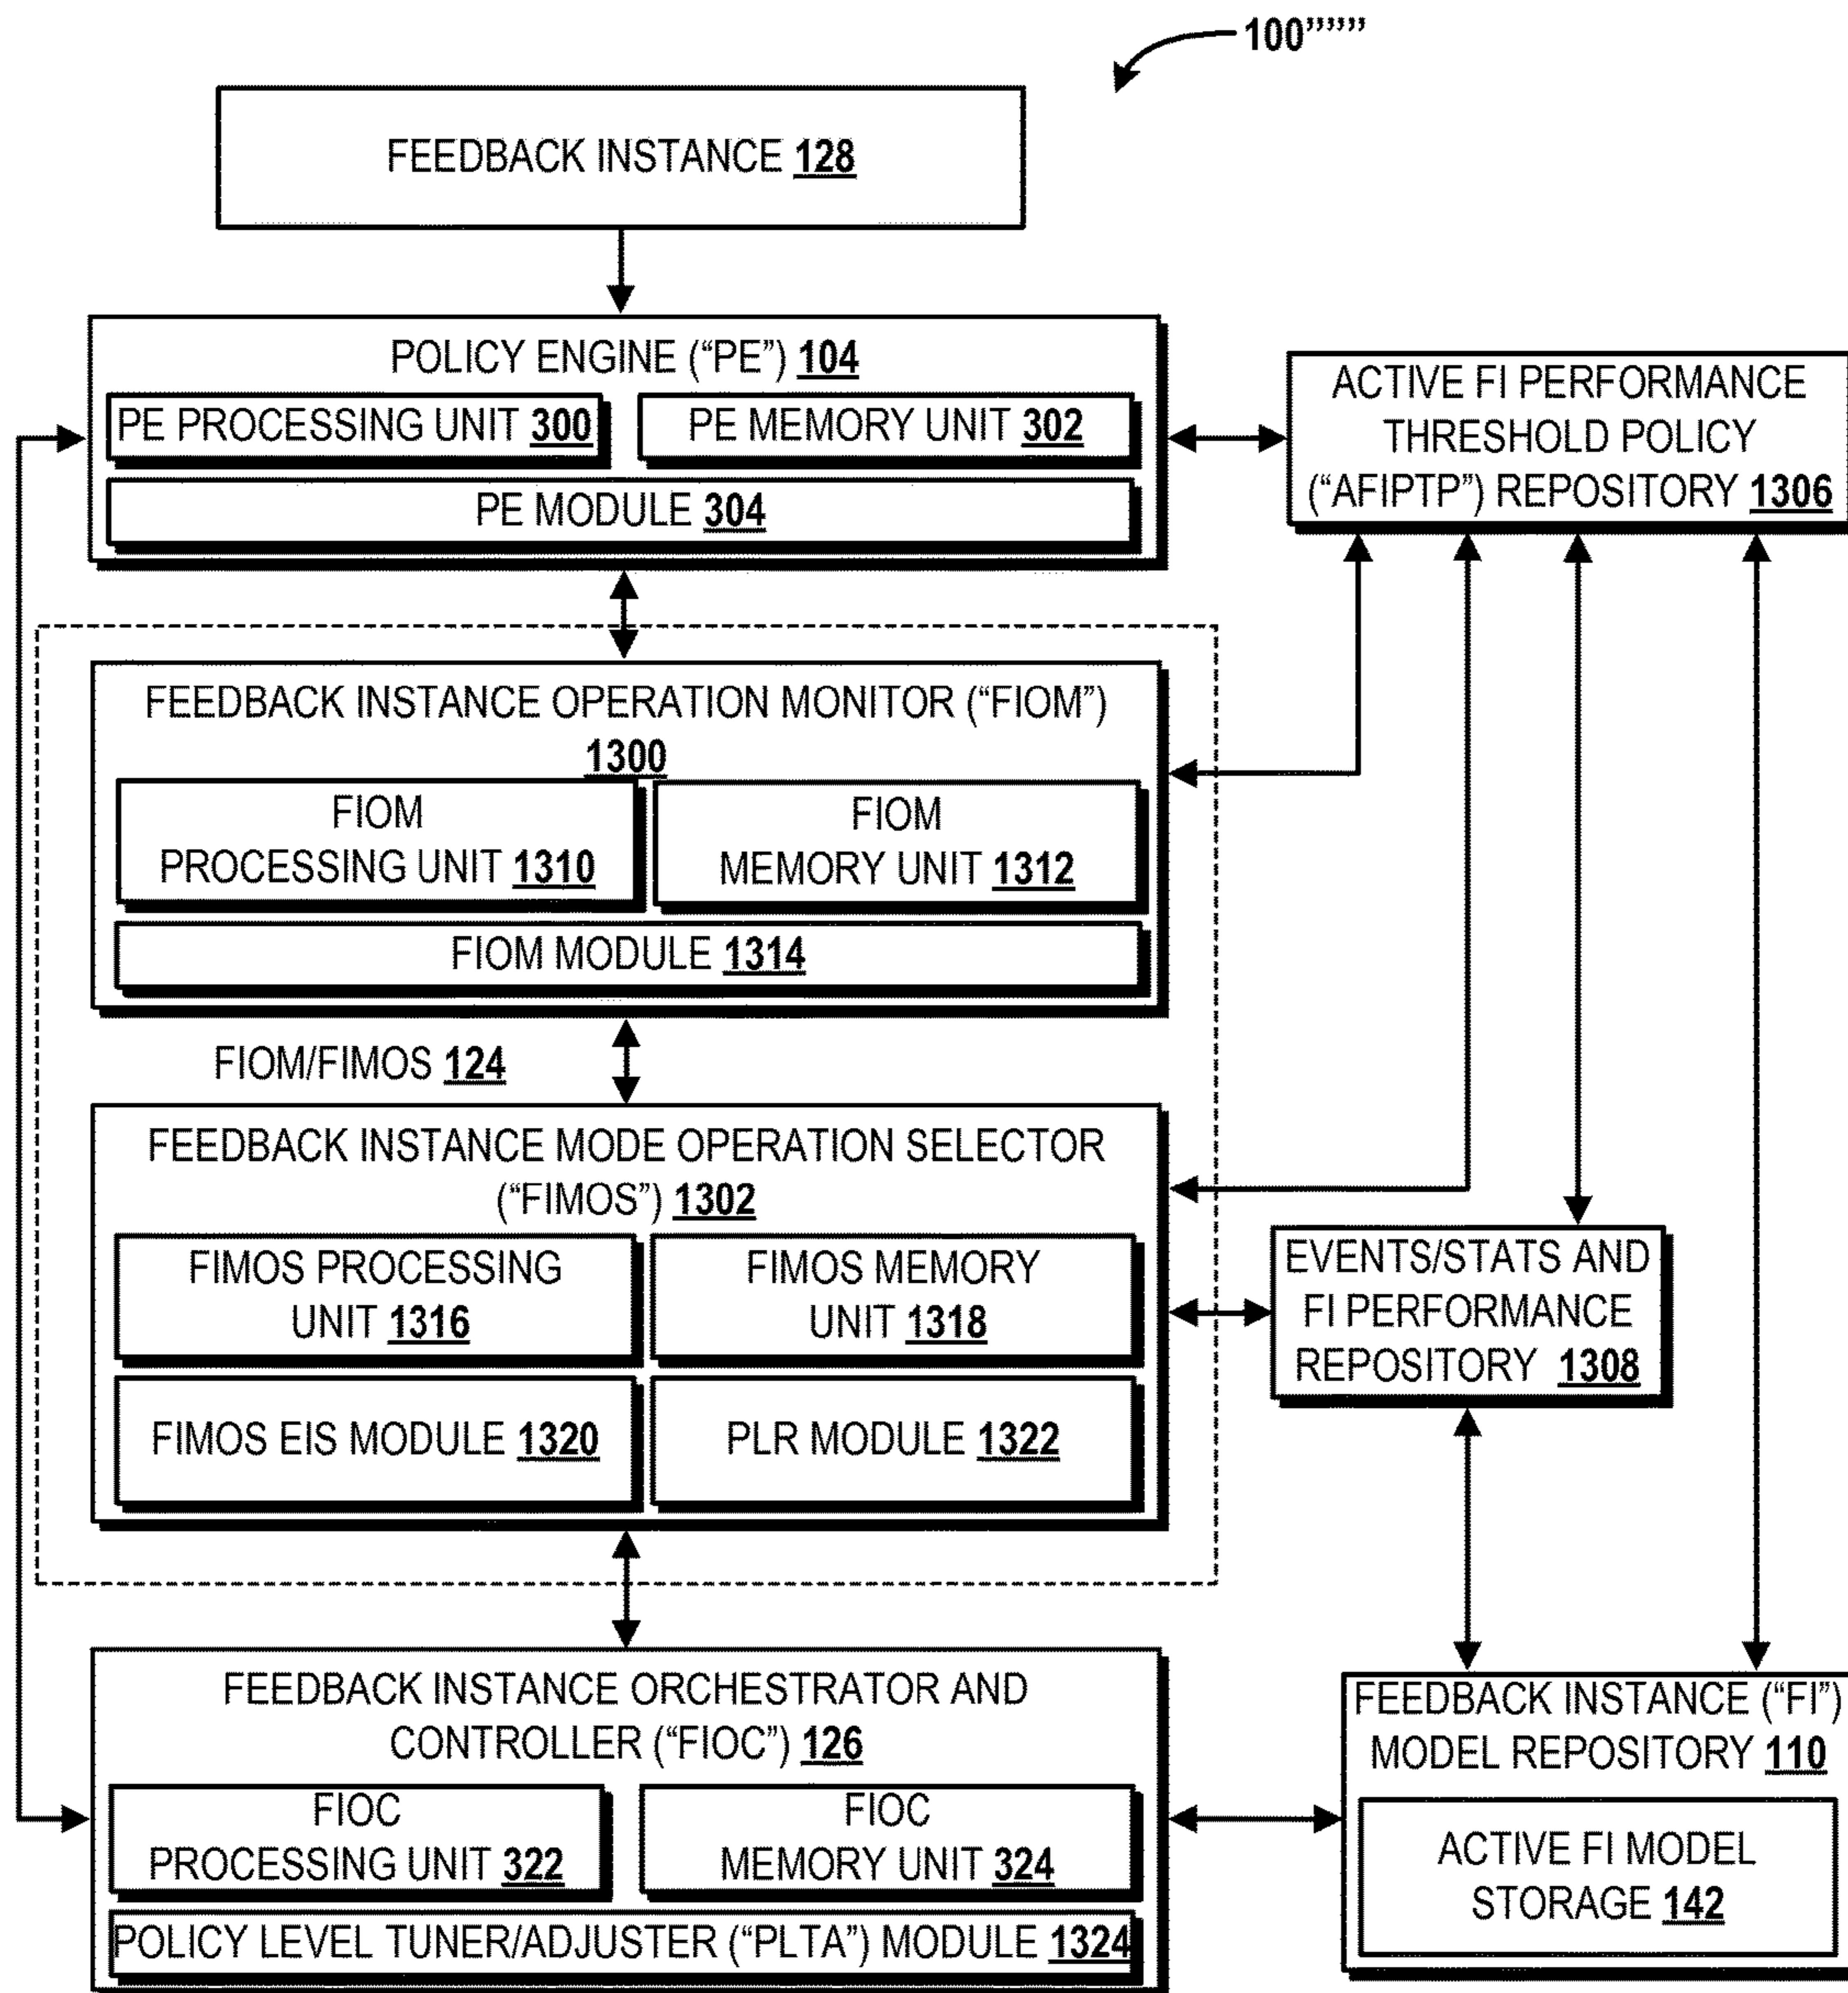 100””””
FEEDBACK INSTANCE 128
POLICY ENGINE (“PE”) 104
PE PROCESSING UNIT 300
PE MEMORY UNIT 302
PE MODULE 304
ACTIVE FI PERFORMANCE
THRESHOLD POLICY
(“AFIPTP”) REPOSITORY 1306
FEEDBACK INSTANCE OPERATION MONITOR (“FIOM”)
1300
FIOM
PROCESSING UNIT 1310
FIOM
MEMORY UNIT 1312
FIOM MODULE 1314
FIOM/FIMOS 124
FEEDBACK INSTANCE MODE OPERATION SELECTOR
(“FIMOS”) 1302
FIMOS PROCESSING
UNIT 1316
FIMOS MEMORY
UNIT 1318
FIMOS EIS MODULE 1320
PLR MODULE 1322
EVENTS/STATS AND
FI PERFORMANCE
REPOSITORY 1308
FEEDBACK INSTANCE ORCHESTRATOR AND
CONTROLLER (“FIOC”) 126
FIOC
PROCESSING UNIT 322
FIOC
MEMORY UNIT 324
POLICY LEVEL TUNER/ADJUSTER (“PLTA”) MODULE 1324
FEEDBACK INSTANCE (“FI”)
MODEL REPOSITORY 110
ACTIVE FI MODEL
STORAGE 142